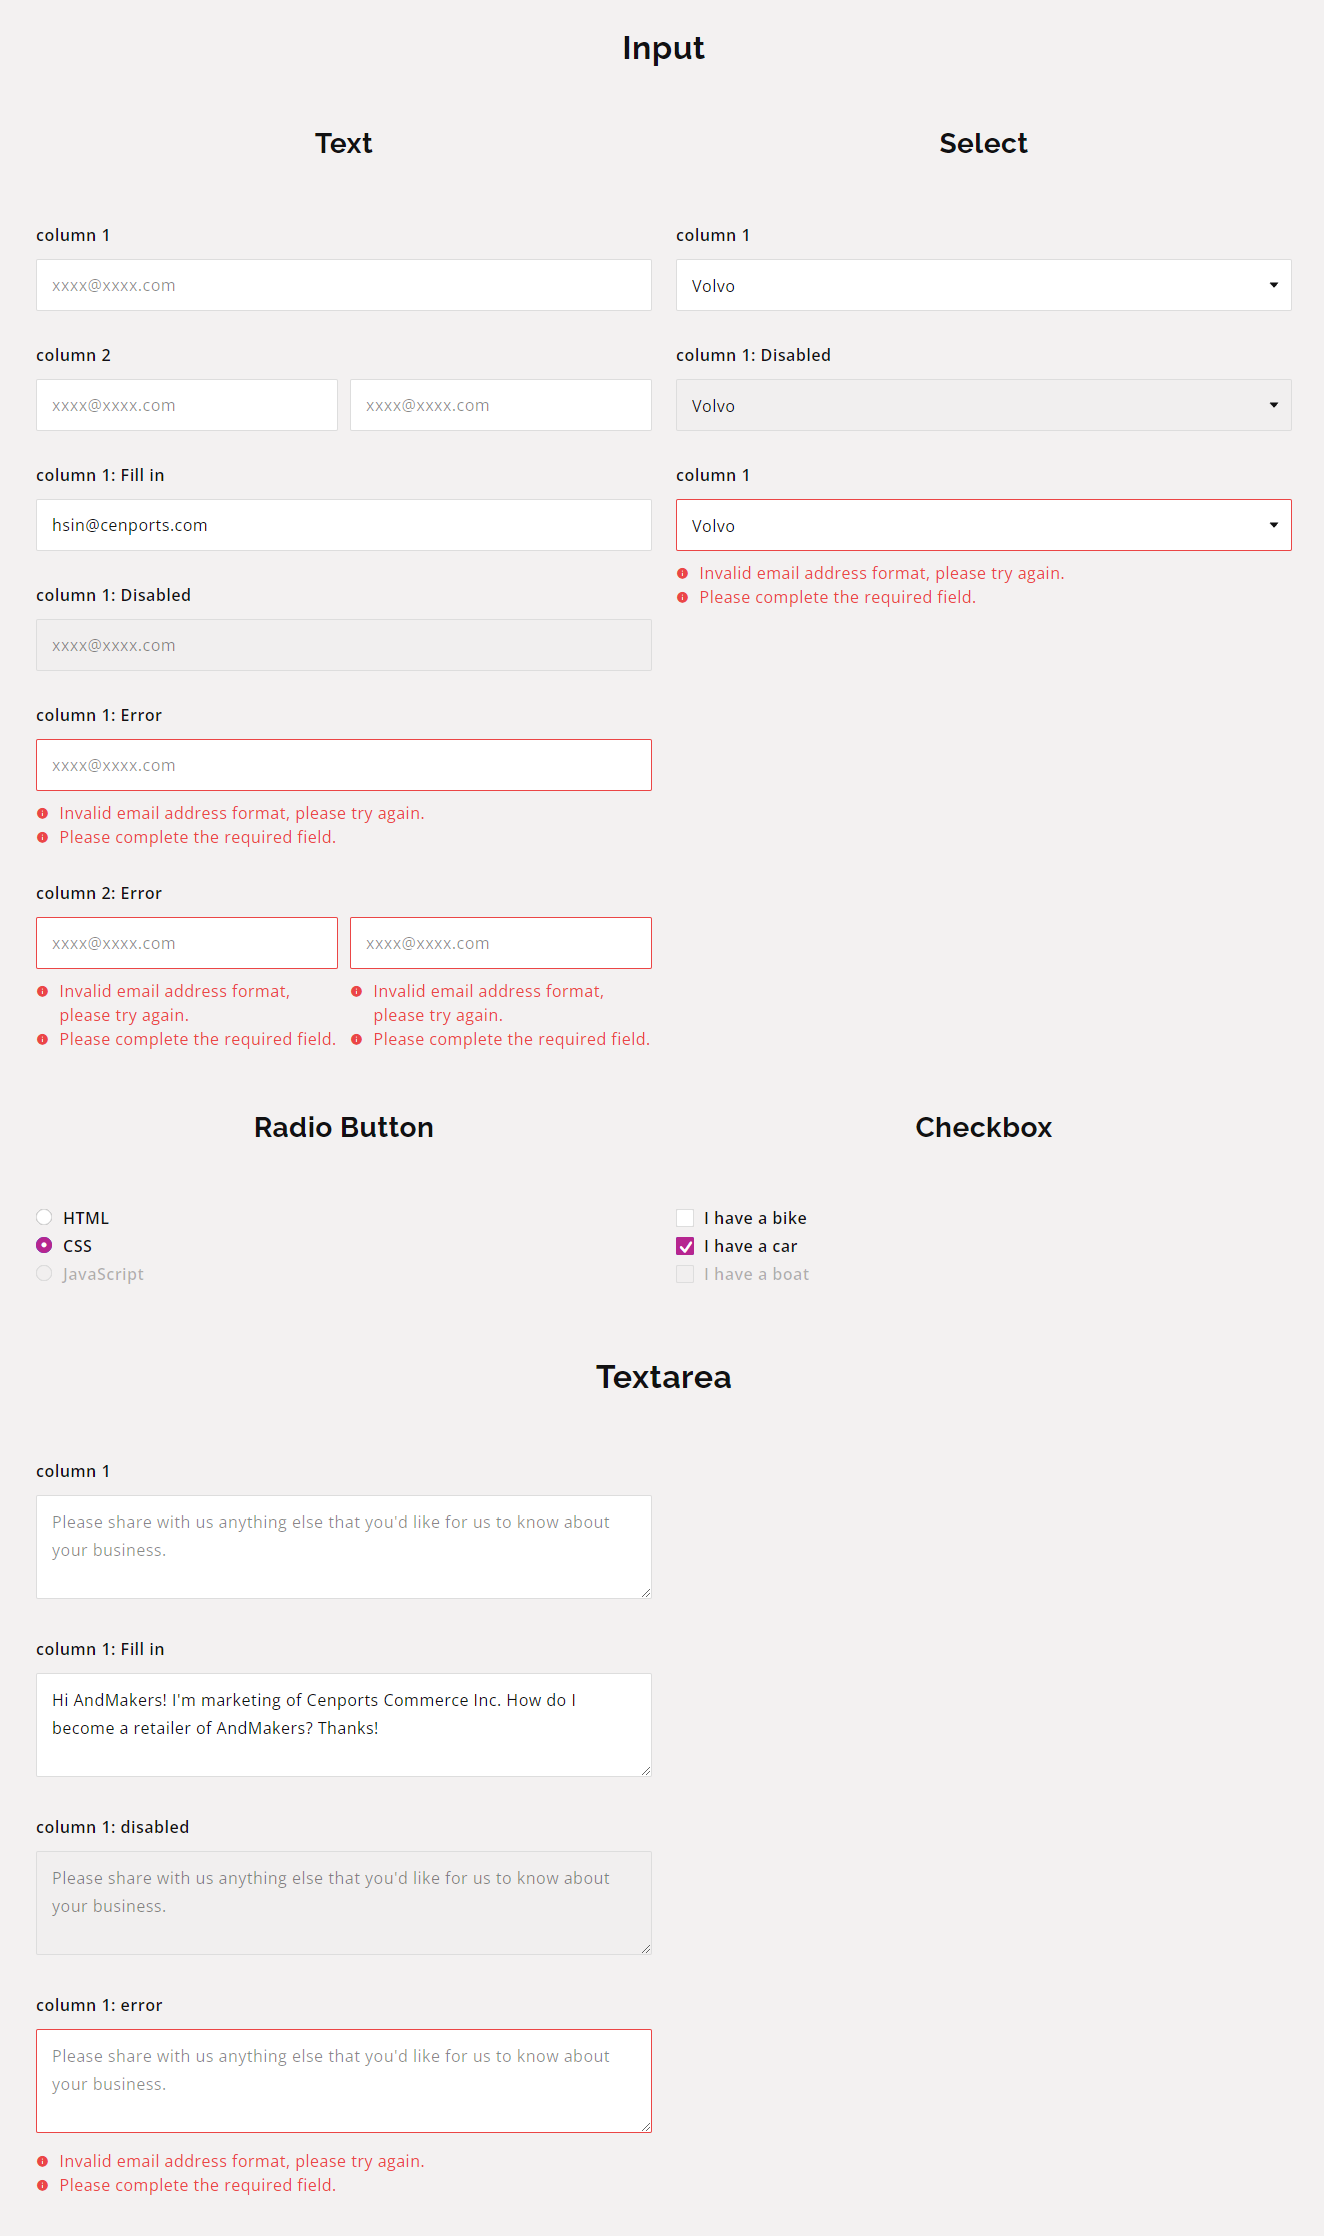 Input
Text
column 1
xxxx@xxxx.com
column 2
xxxx@xxxx.com
xxxx@xxxx.com
column 1: Fill in
hsin@cenports.com
column 1: Disabled
xxxx@xxxx.com
column 1: Error
xxxx@xxxx.com
Invalid email address format, please try again.
Please complete the required field.
column 2: Error
xxxx@xxxx.com
Invalid email address format,
please try again.
Please complete the required field.
xxxx@xxxx.com
Invalid email address format,
please try again.
Please complete the required field.
Select
column 1
Volvo
column 1: Disabled
Volvo
column 1
Volvo
Invalid email address format, please try again.
Please complete the required field.
Radio Button
HTML
CSS
JavaScript
Checkbox
I have a bike
I have a car
I have a boat
Textarea
column 1
Please share with us anything else that you'd like for us to know about
your business.
column 1: Fill in
Hi AndMakers! I'm marketing of Cenports Commerce Inc. How do I
become a retailer of AndMakers? Thanks!
column 1: disabled
Please share with us anything else that you'd like for us to know about
your business.
column 1: error
Please share with us anything else that you'd like for us to know about
your business.
Invalid email address format, please try again.
Please complete the required field.